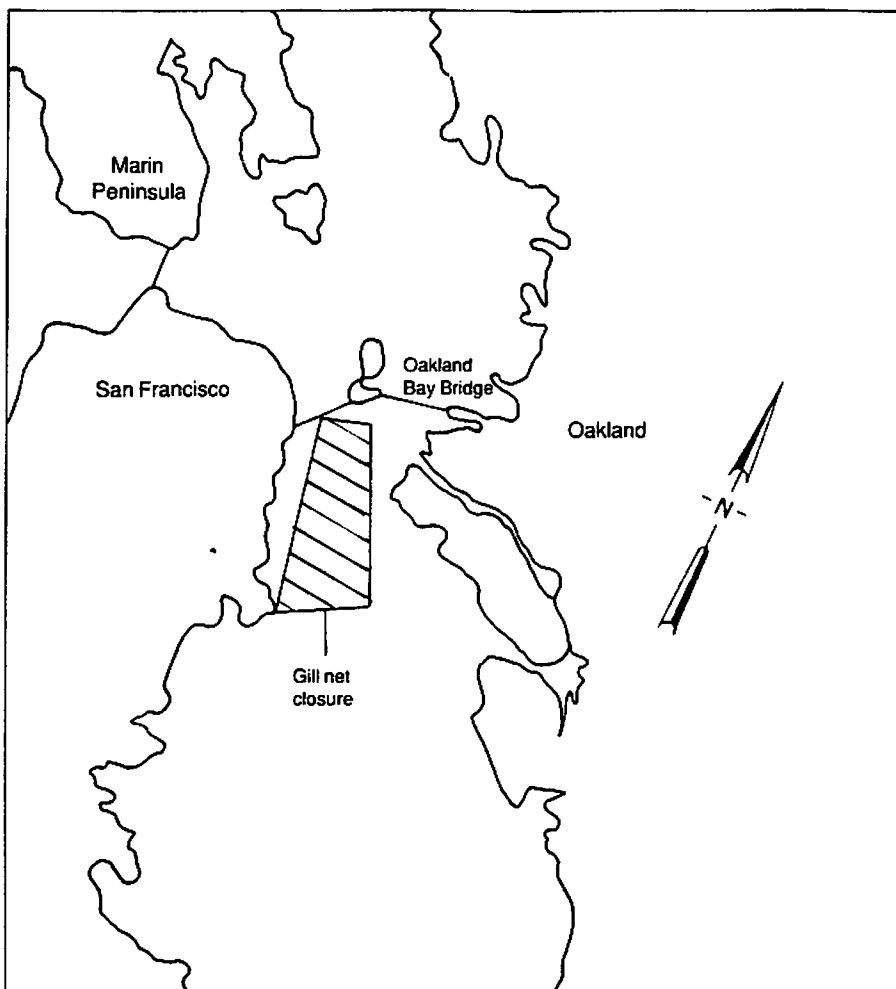 Marin
Peninsula
San Francisco
Oakland
Bay Bridge
Oakland
N
Gill net
closure